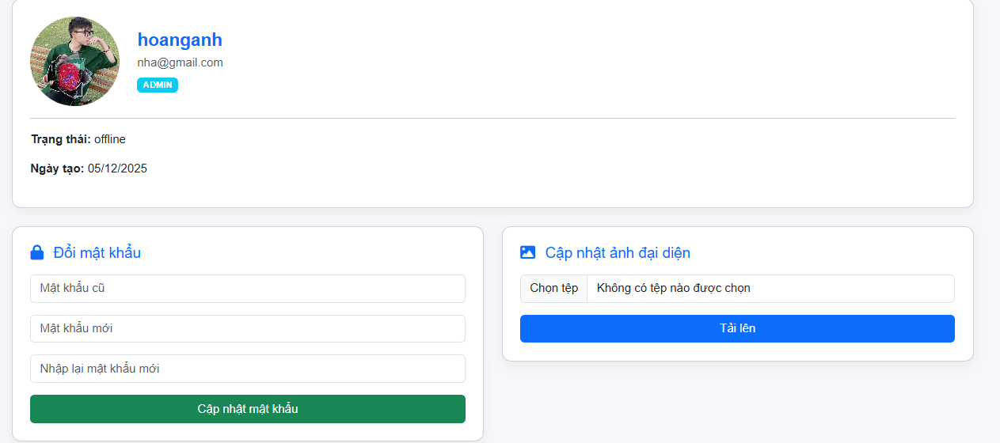 hoanganh
nha@gmail.com
ADMIN
Trạng thái: offline
Ngày tạo: 05/12/2025
Đổi mật khẩu
Mật khẩu cũ
Mật khẩu mới
Nhập lại mật khẩu mới
Cập nhật mật khẩu
Cập nhật ảnh đại diện
Chọn tệp Không có tệp nào được chọn
Tải lên